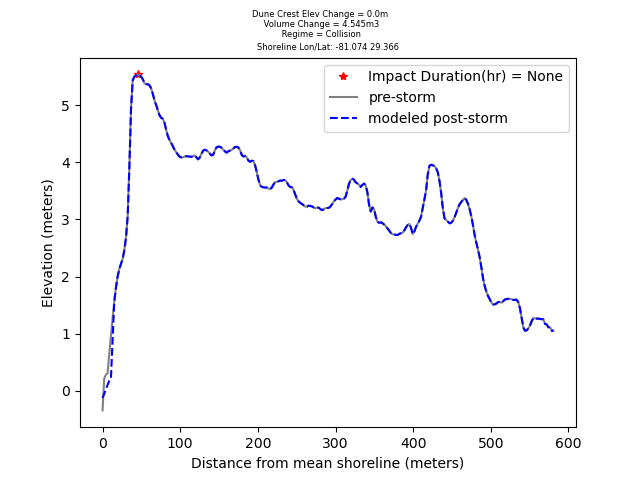 Dune Crest Elev Change = 0.0m
Volume Change = 4.545m3
Regime = Collision
Shoreline Lon/Lat: -81.074 29.366
Impact Duration(hr) = None
pre-storm
modeled post-storm
Elevation (meters)
5
4
3
2
1
0
0 100 200 300 400 500 600
Distance from mean shoreline (meters)